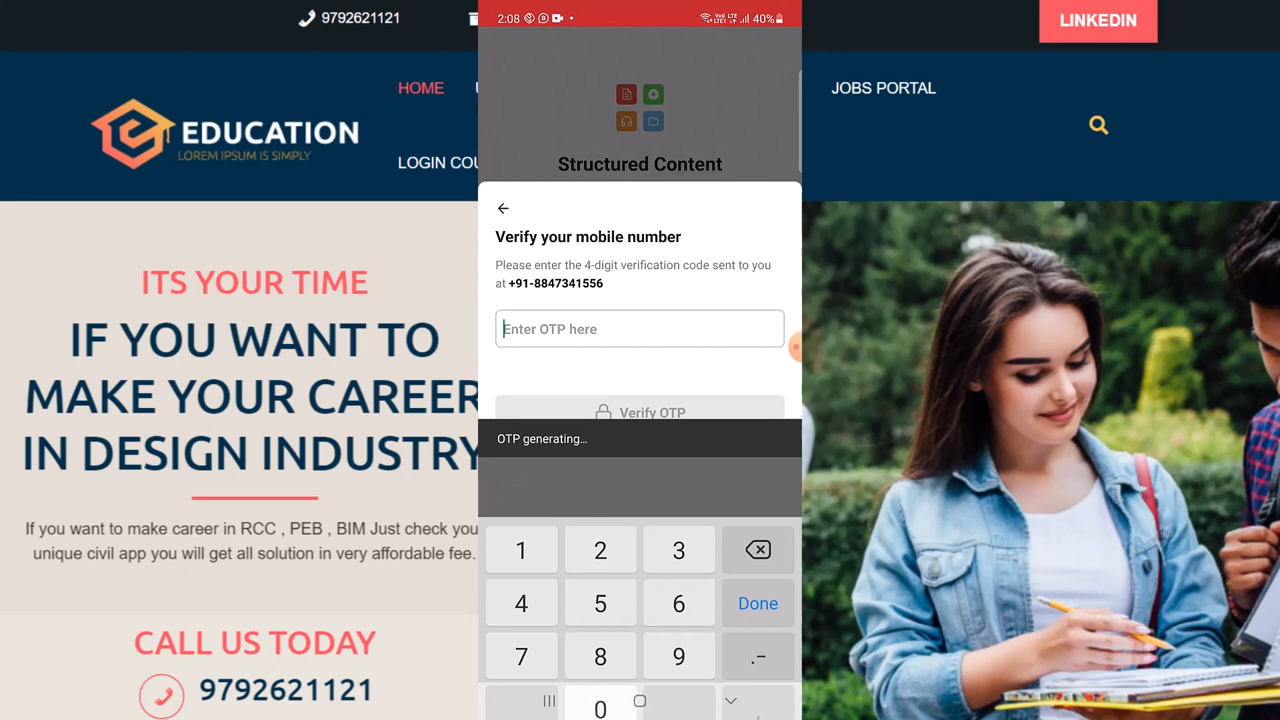 9792621121
LINKEDIN
HOME
JOBS PORTAL
EDUCATION
LOREM IPSUM IS SIMPLY
LOGIN COU
ITS YOUR TIME
IF YOU WANT TO
MAKE YOUR CAREER
IN DESIGN INDUSTRY
If you want to make career in RCC , PEB , BIM Just check you
unique civil app you will get all solution in very affordable fee.
CALL US TODAY
9792621121
2:08
40%
Structured Content
Verify your mobile number
Please enter the 4-digit verification code sent to you
at +91-8847341556
Enter OTP here
Verify OTP
OTP generating...
1 2 3
4 5 6 Done
7 8 9 .-
0